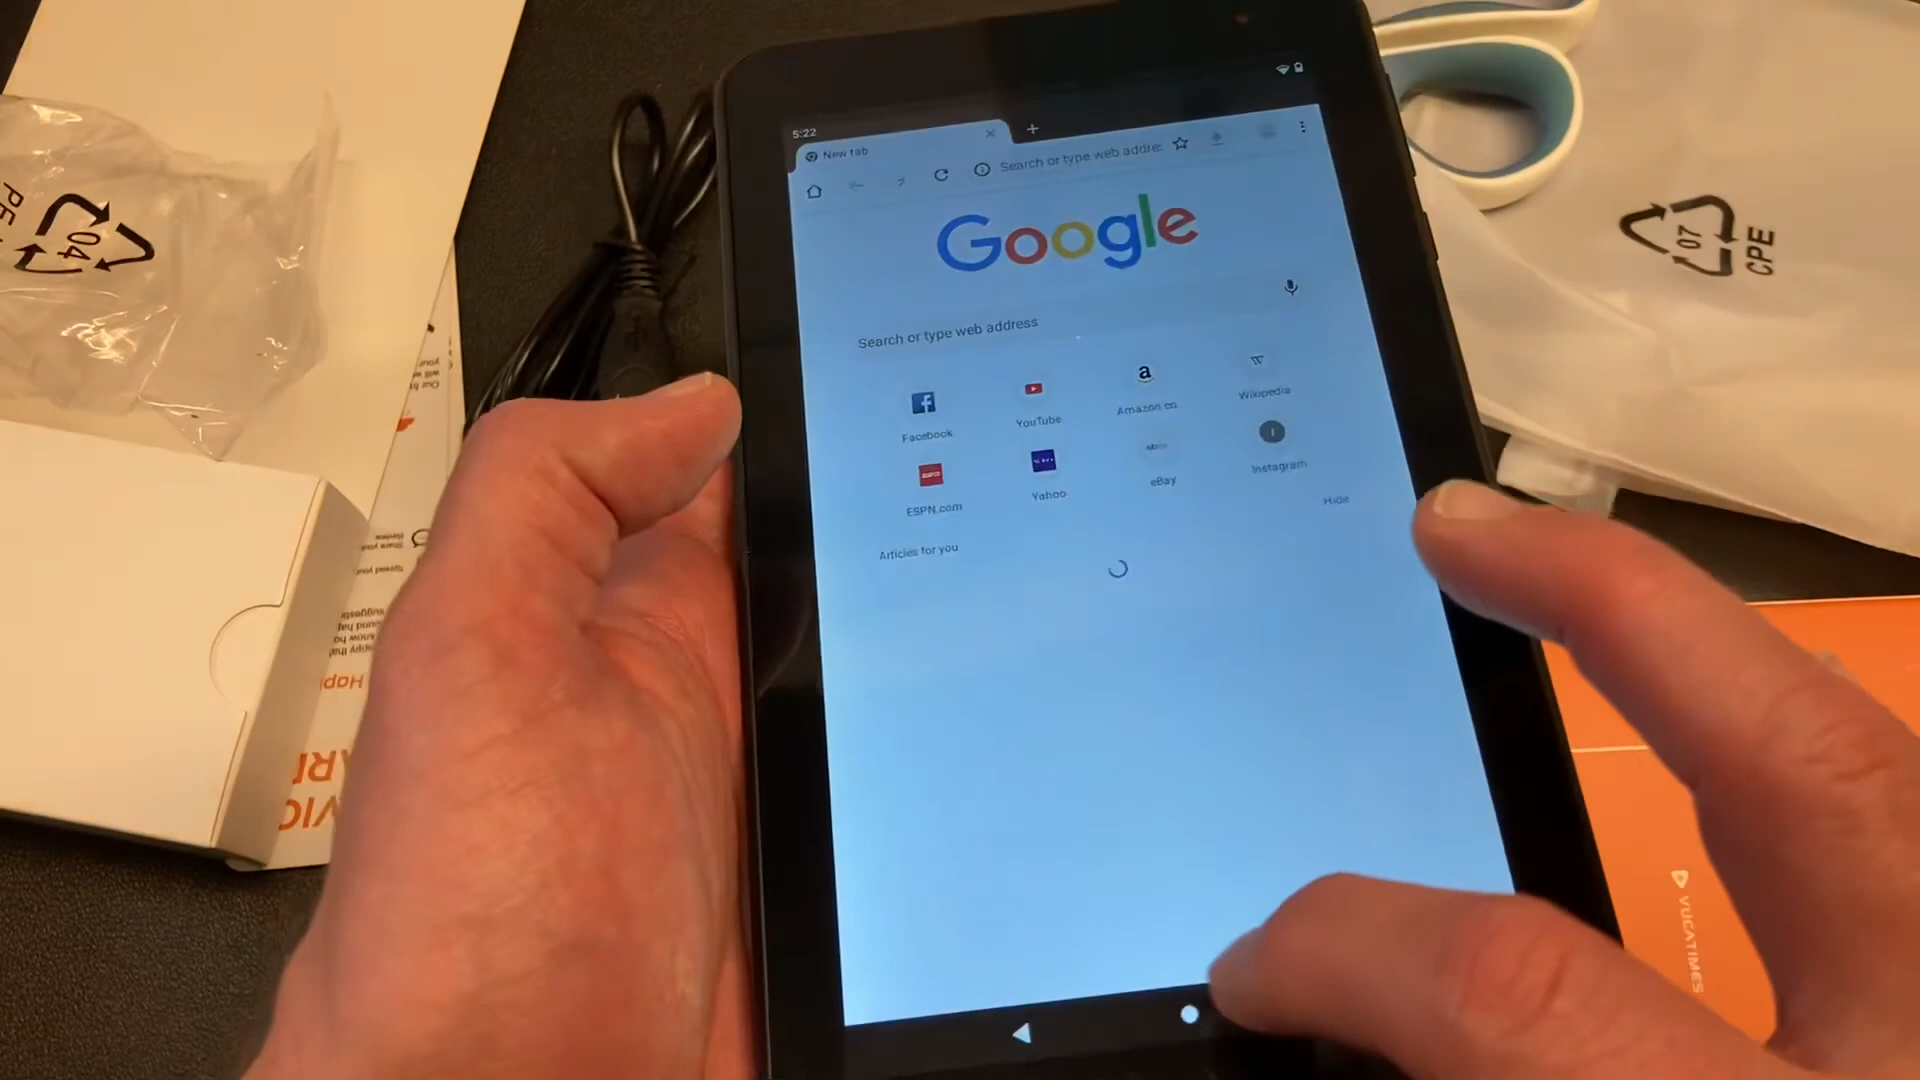 5:22
New tab
Search or type web addre
Google
Search or type web address
Facebook
YouTube
Amazon.co
Wikipedia
ESPN.com
Yahoo
eBay
Instagram
Hide
Articles for you
04
07
CPE
VUCATIMES